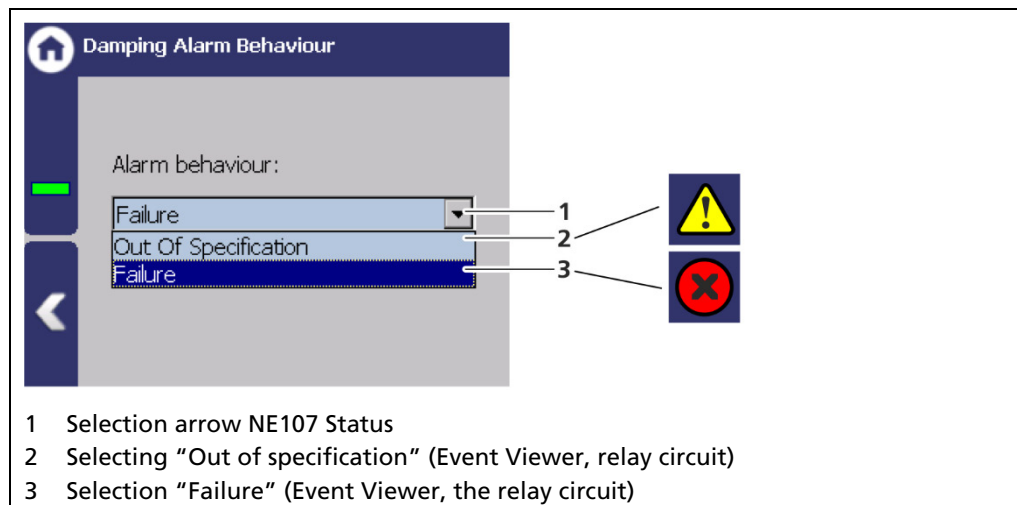 Damping Alarm Behaviour
Alarm behaviour:
Failure
Out Of Specification
Failure
1
2
3
1 Selection arrow NE107 Status
2 Selecting “Out of specification” (Event Viewer, relay circuit)
3 Selection “Failure” (Event Viewer, the relay circuit)